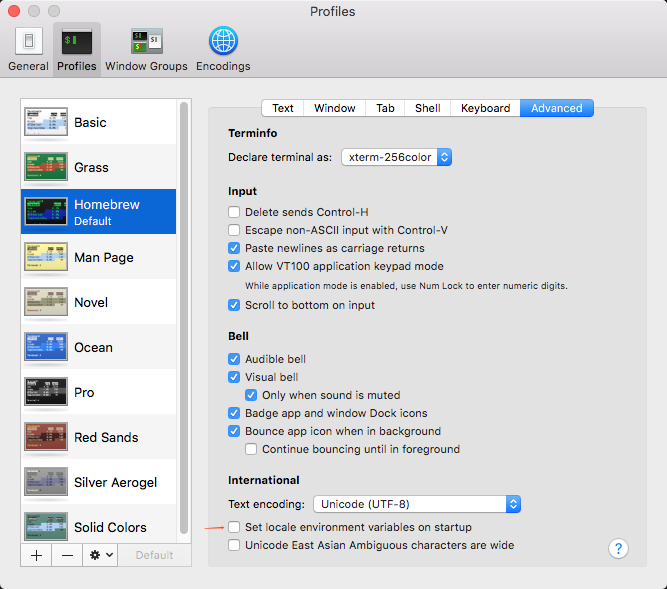 Profiles
General
Profiles
Window Groups
Encodings
Basic
Grass
Homebrew
Default
Man Page
Novel
Ocean
Pro
Red Sands
Silver Aerogel
Solid Colors
Default
Text Window Tab Shell Keyboard Advanced
Terminfo
Declare terminal as: xterm-256color
Input
Delete sends Control-H
Escape non-ASCII input with Control-V
Paste newlines as carriage returns
Allow VT100 application keypad mode
While application mode is enabled, use Num Lock to enter numeric digits.
Scroll to bottom on input
Bell
Audible bell
Visual bell
Only when sound is muted
Badge app and window Dock icons
Bounce app icon when in background
Continue bouncing until in foreground
International
Text encoding: Unicode (UTF-8)
Set locale environment variables on startup
Unicode East Asian Ambiguous characters are wide
?